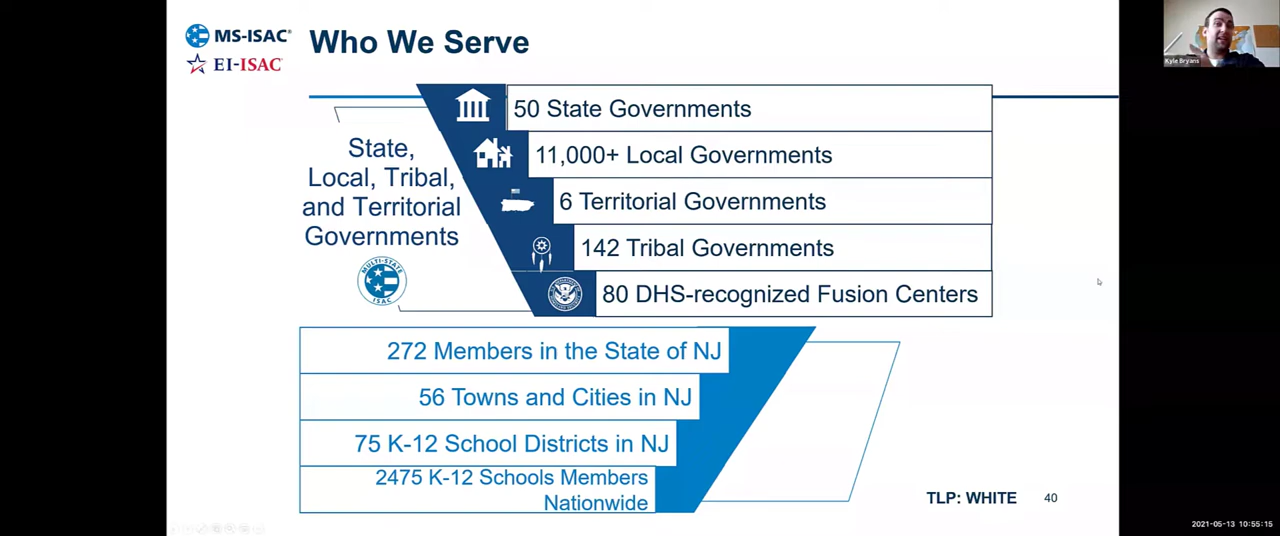 MS-ISAC®
EI-ISAC®
Who We Serve
Kyle Bryans
State,
Local, Tribal,
and Territorial
Governments
MULTI-STATE
ISAC
50 State Governments
11,000+ Local Governments
6 Territorial Governments
142 Tribal Governments
80 DHS-recognized Fusion Centers
272 Members in the State of NJ
56 Towns and Cities in NJ
75 K-12 School Districts in NJ
2475 K-12 Schools Members
Nationwide
TLP: WHITE
40
2021-05-13 10:55:15